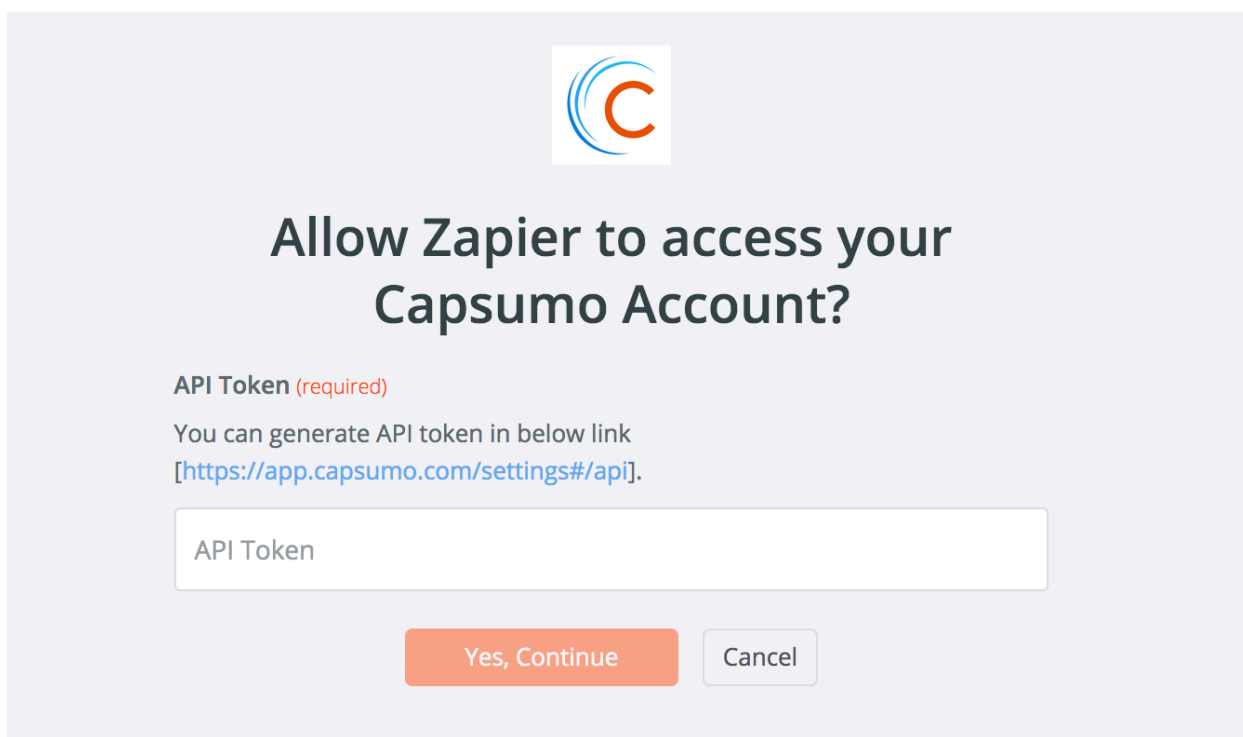 C
Allow Zapier to access your
Capsumo Account?
API Token (required)
You can generate API token in below link
[https://app.capsumo.com/settings#/api].
API Token
Yes, Continue
Cancel